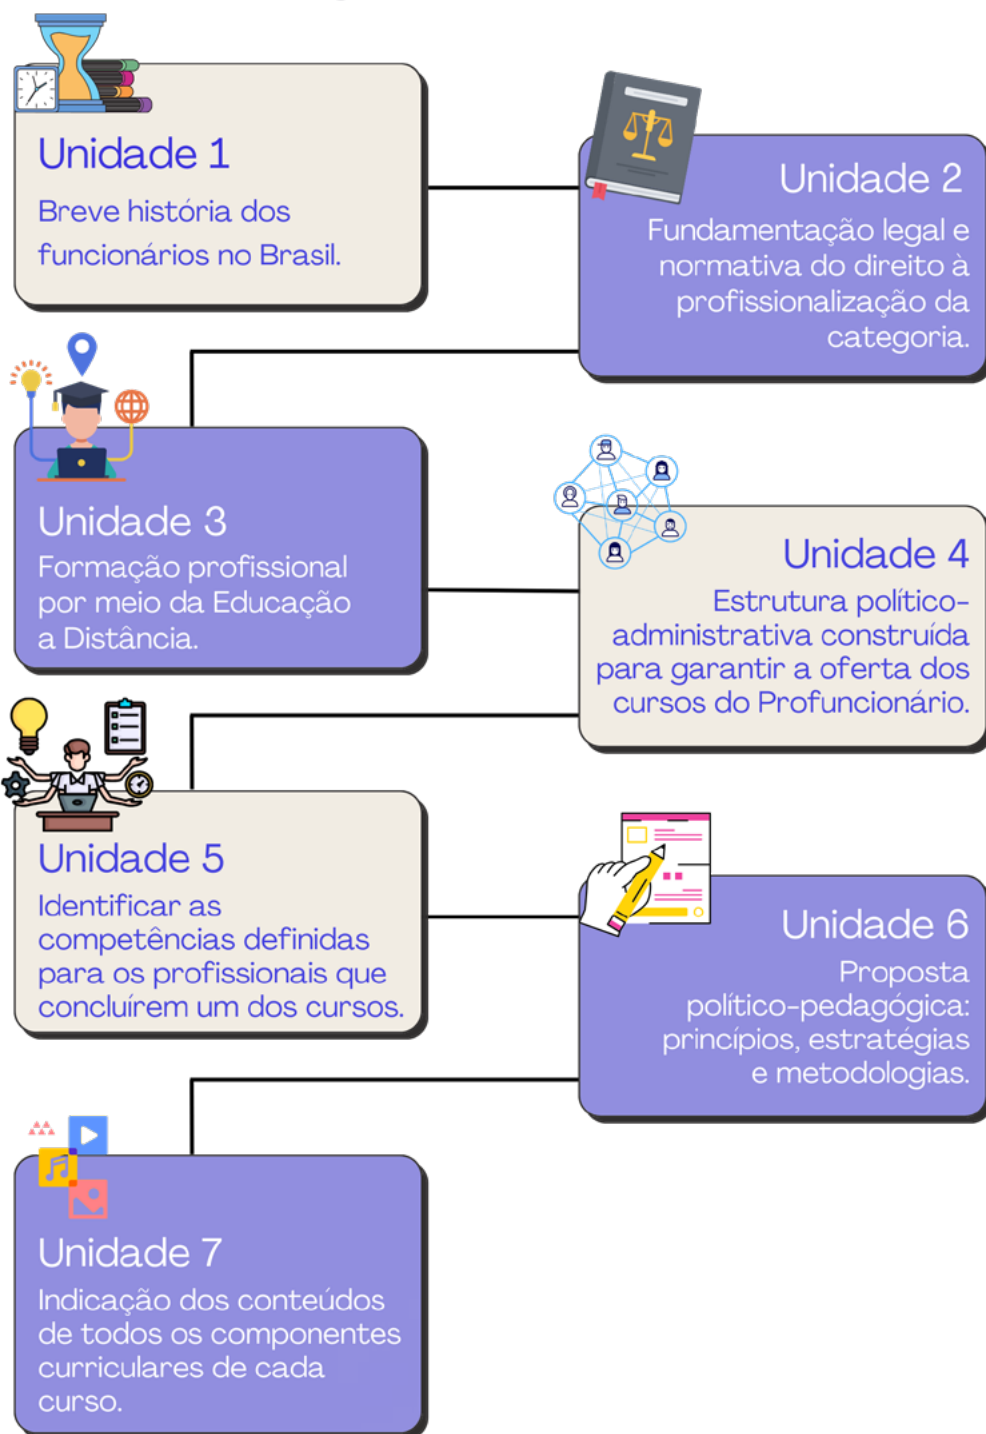 Unidade 1
Breve história dos
funcionários no Brasil.
Unidade 2
Fundamentação legal e
normativa do direito à
profissionalização da
categoria.
Unidade 3
Formação profissional
por meio da Educação
a Distância.
Unidade 4
Estrutura político-
administrativa construída
para garantir a oferta dos
cursos do Profuncionário.
Unidade 5
Identificar as
competências definidas
para os profissionais que
concluírem um dos cursos.
Unidade 6
Proposta
político-pedagógica:
princípios, estratégias
e metodologias.
Unidade 7
Indicação dos conteúdos
de todos os componentes
curriculares de cada
curso.